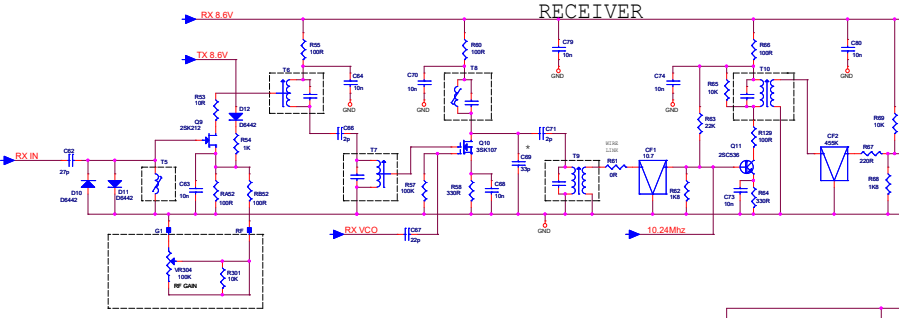 RECEIVER
RX 8.6V
TX 8.6V
R55
100R
T6
C64
10n
GND
R60
100R
C70
10n
GND
T8
C79
10n
GND
R66
100R
C74
10n
GND
R65
10K
T10
C80
10n
GND
R53
10R
D12
D6442
Q9
2SK212
R54
1K
C66
2p
T7
Q10
3SK107
C71
2p
C69
33p
*
WIRE
LINK
T9
R61
0R
CF1
10.7
R63
22K
R129
100R
Q11
2SC536
CF2
455K
R69
10K
R67
220R
R68
1K8
RX IN
C62
27p
D10
D6442
D11
D6442
T5
C63
10n
RA52
100R
RB52
100R
R57
100K
R58
330R
C68
10n
R62
1K8
C73
10n
R64
330R
GND
RX VCO
C67
22p
10.24Mhz
G1
RF
VR304
100K
RF GAIN
R301
10K